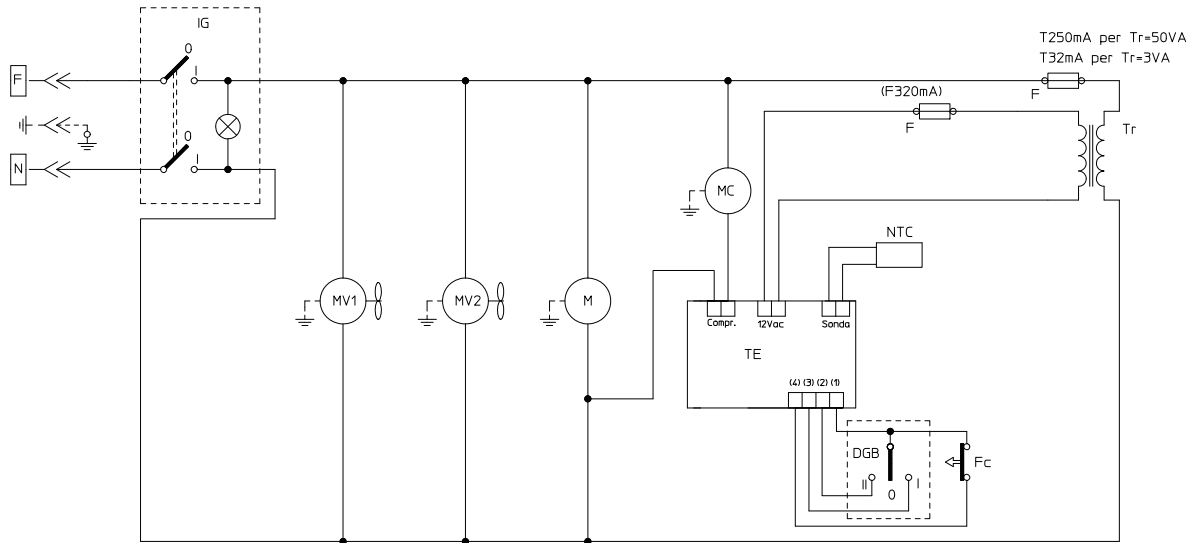 IG
T250mA per Tr=50VA
T32mA per Tr=3VA
0
I
F
(F320mA)
F
F
Tr
0
I
N
MC
NTC
MV1
MV2
M
Compr.
12Vac
Sonda
TE
(4) (3) (2) (1)
DGB
Fc
II
0
I